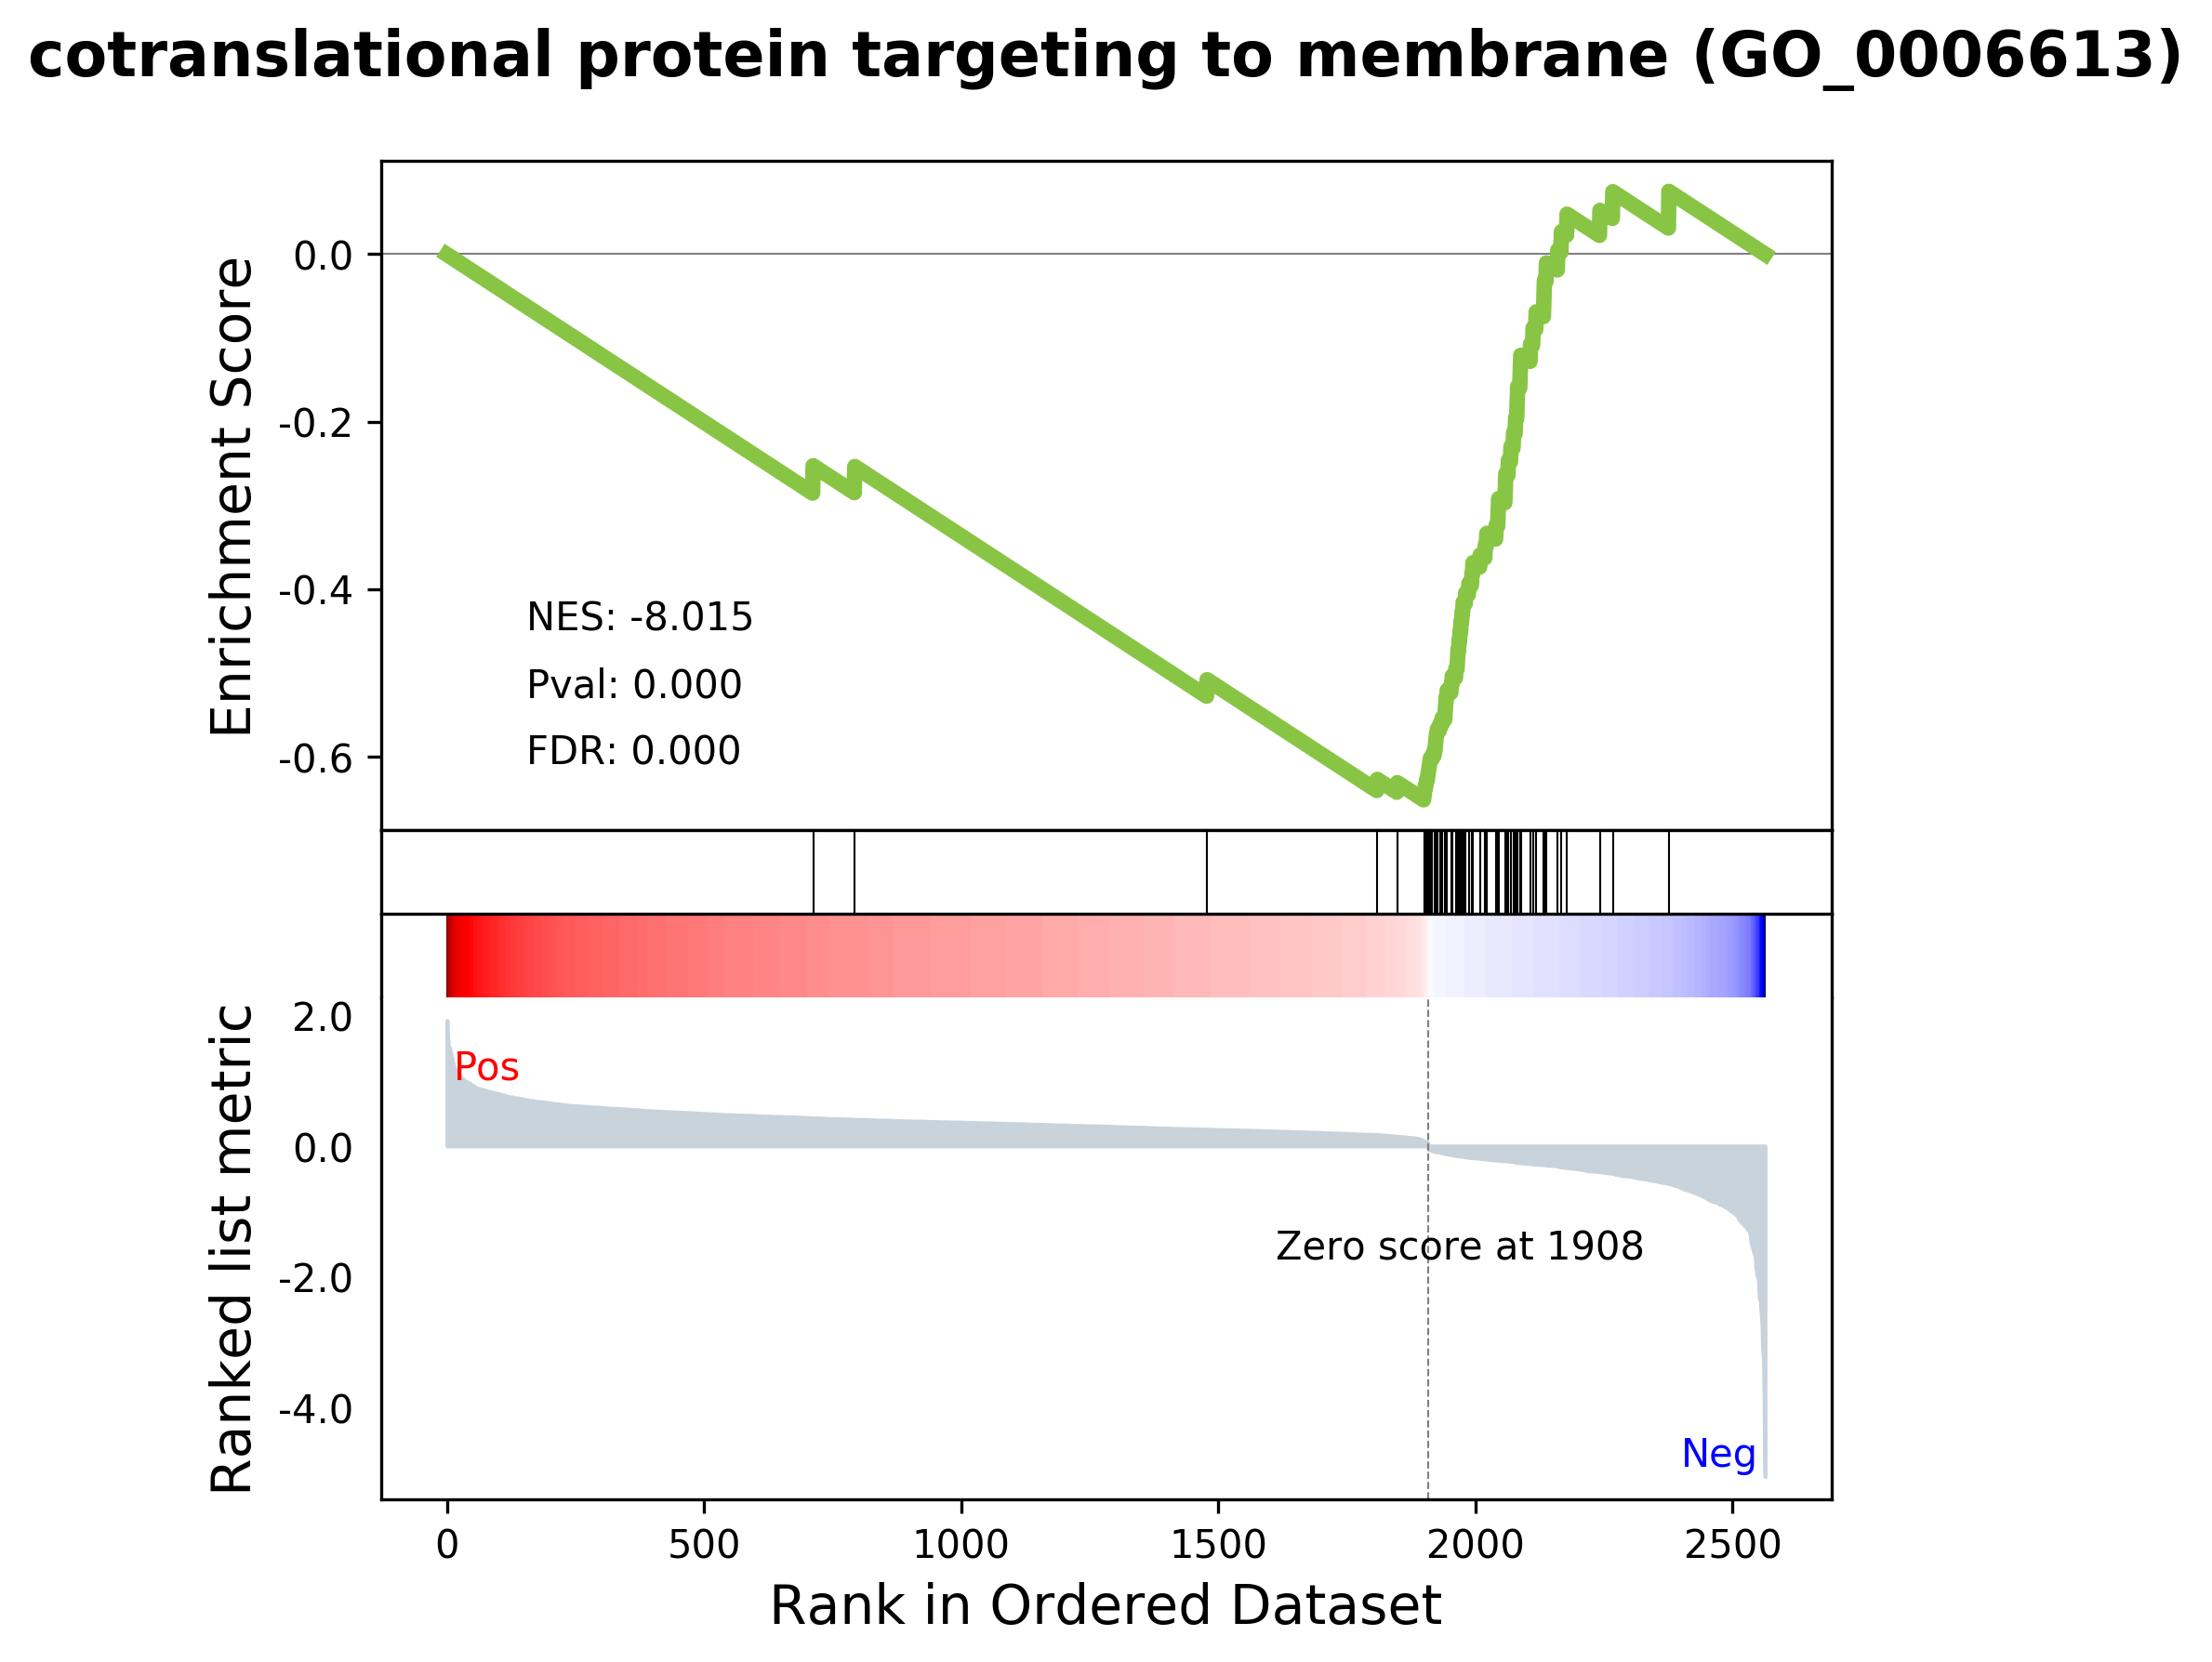 cotranslational protein targeting to membrane (GO_0006613)
Enrichment Score
0.0
-0.2
-0.4
-0.6
NES: -8.015
Pval: 0.000
FDR: 0.000
Ranked list metric
2.0
0.0
-2.0
-4.0
Pos
Zero score at 1908
Neg
0 500 1000 1500 2000 2500
Rank in Ordered Dataset